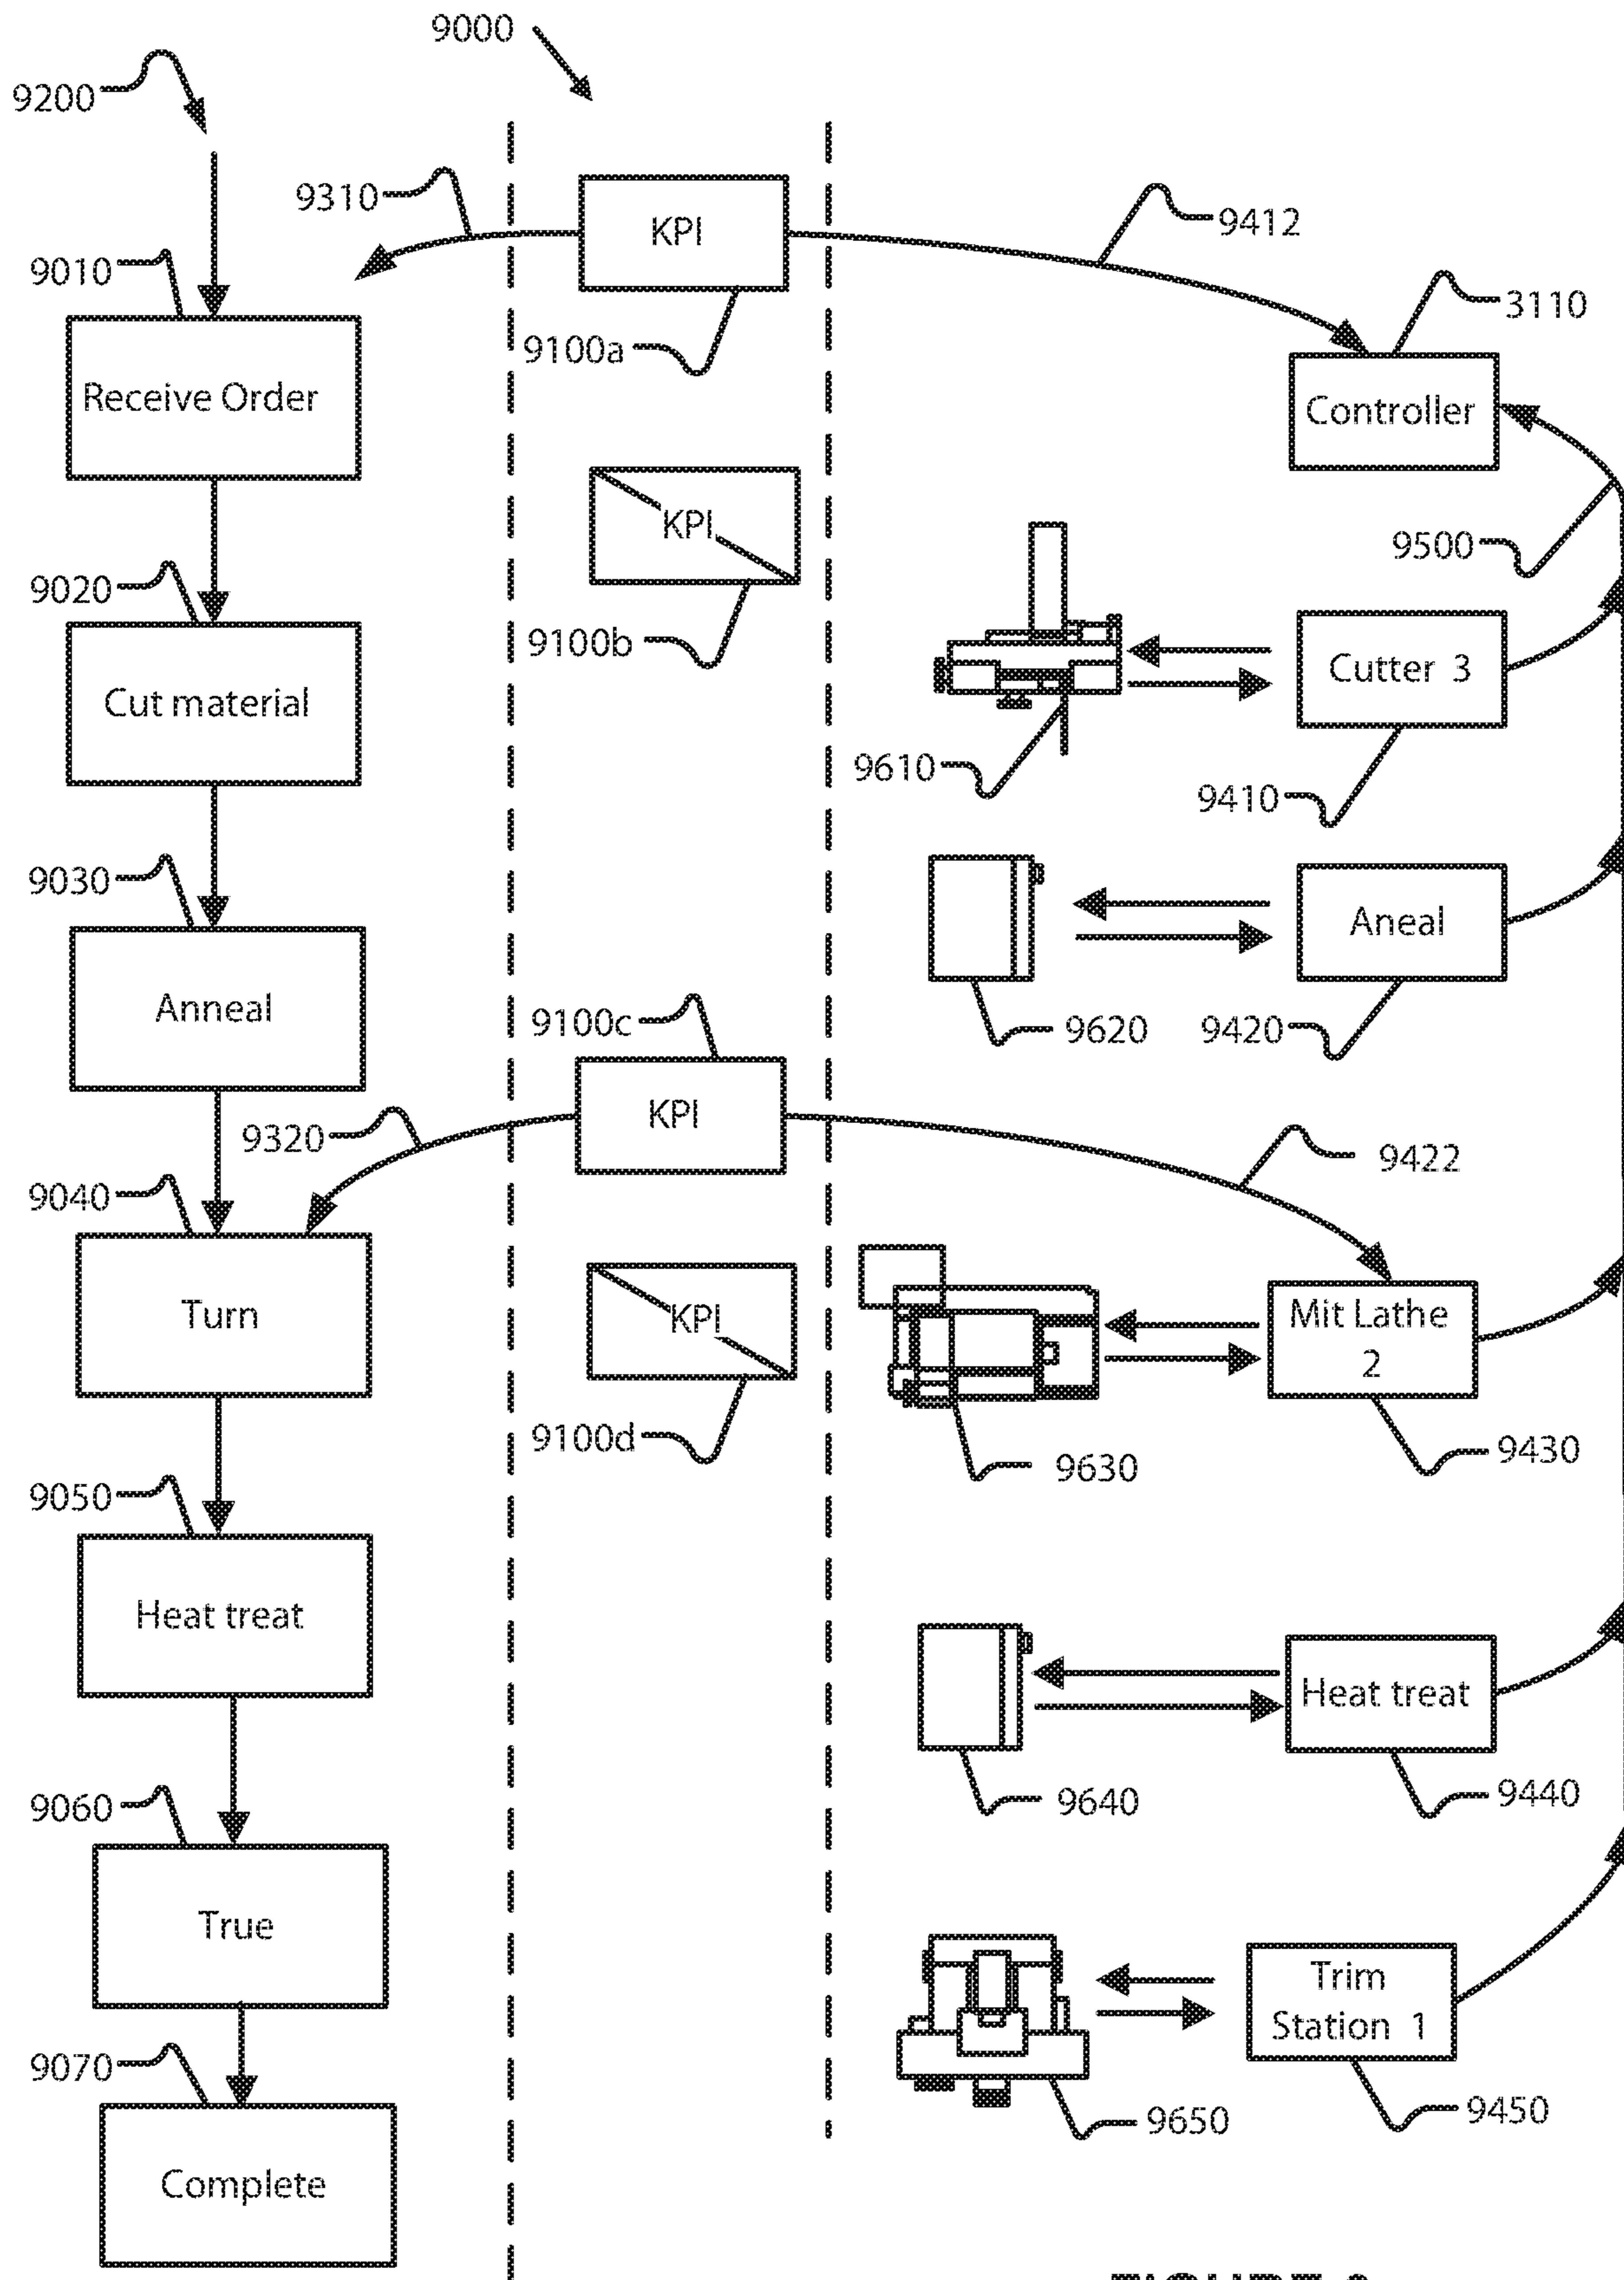 9000
9200
9310
KPI
9412
9010
3110
9100a
Receive Order
Controller
KPI
9500
9020
9100b
Cut material
Cutter 3
9610
9410
9030
Aneal
Anneal
9100c
9620
9420
KPI
9320
9422
9040
Turn
KPI
Mit Lathe
2
9100d
9630
9430
9050
Heat treat
Heat treat
9640
9440
9060
True
Trim
Station 1
9070
9650
9450
Complete